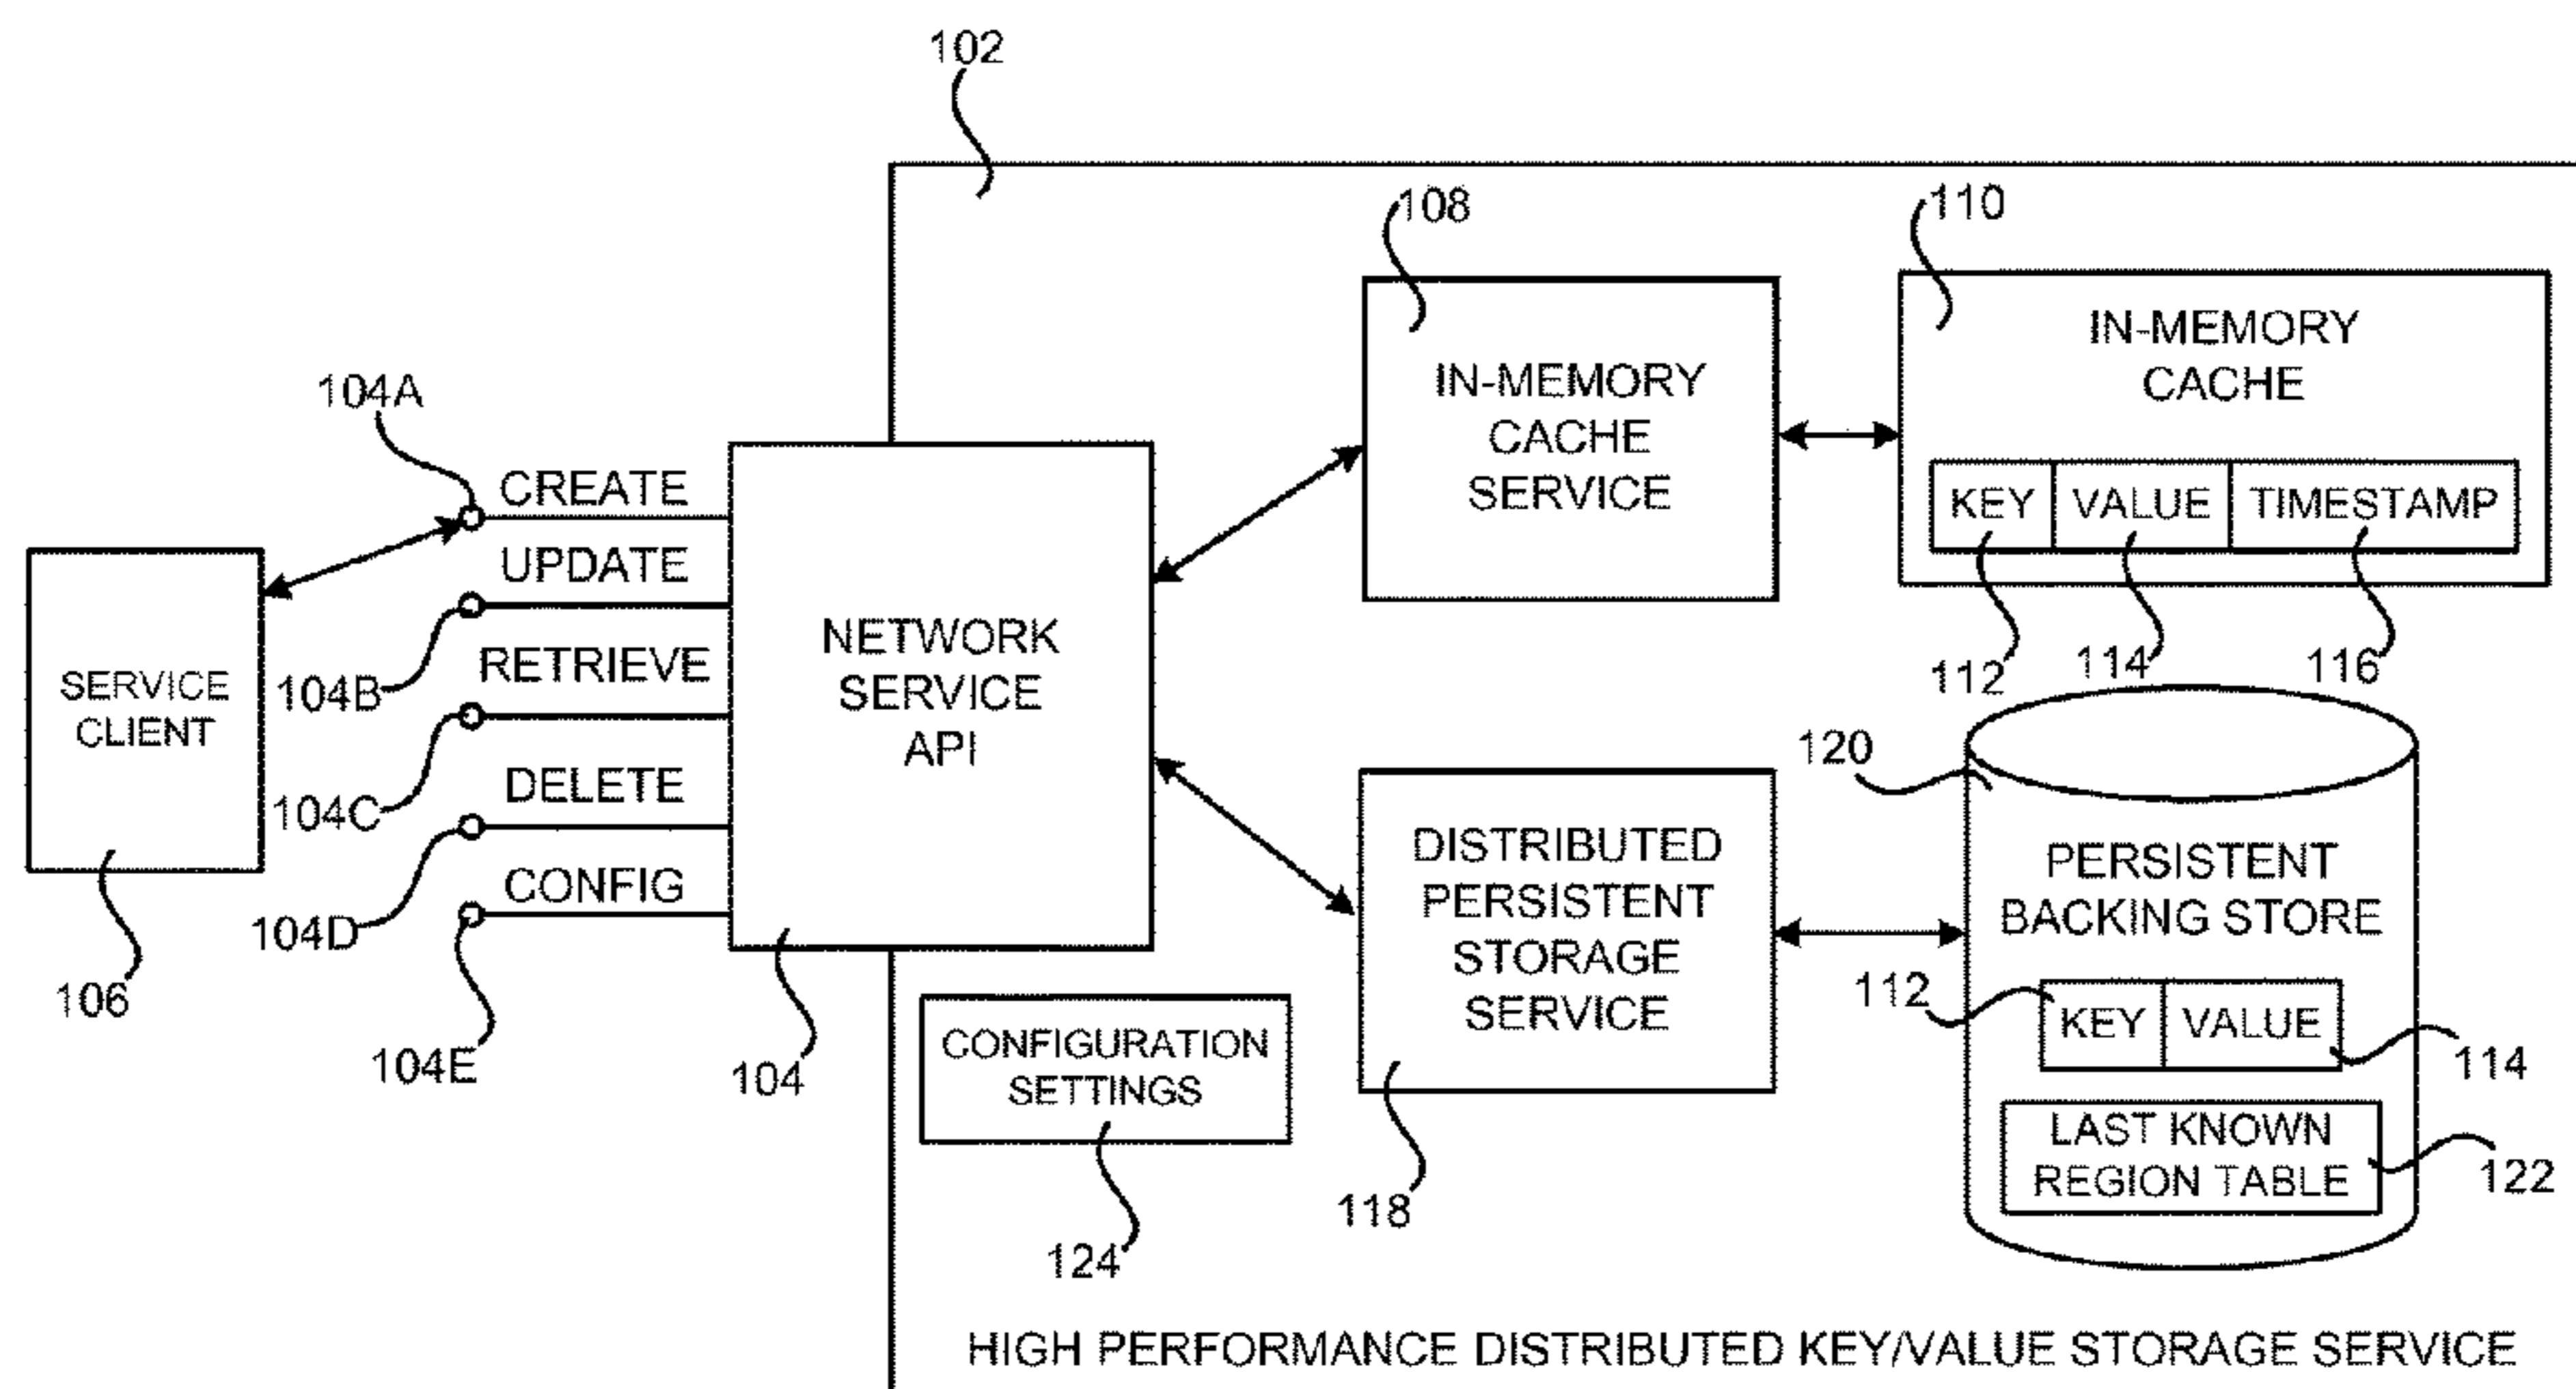 102
108
110
IN-MEMORY
CACHE
KEY VALUE TIMESTAMP
112
114
116
IN-MEMORY
CACHE
SERVICE
104A
CREATE
UPDATE
104B
RETRIEVE
104C
DELETE
104D
CONFIG
104E
SERVICE
CLIENT
106
NETWORK
SERVICE
API
104
CONFIGURATION
SETTINGS
124
DISTRIBUTED
PERSISTENT
STORAGE
SERVICE
118
120
PERSISTENT
BACKING STORE
112
KEY VALUE
114
LAST KNOWN
REGION TABLE
122
HIGH PERFORMANCE DISTRIBUTED KEY/VALUE STORAGE SERVICE